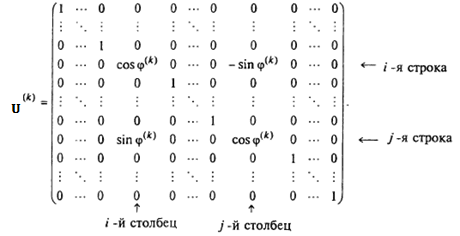 1 ⋯ 0 0 0 ⋯ 0 0 0 ⋯ 0
⋮ ⋱ ⋮ ⋮ ⋮ ⋱ ⋮ ⋮ ⋮ ⋱ ⋮
0 ⋯ 1 0 0 ⋯ 0 0 0 ⋯ 0
0 ⋯ 0 cos φ⁽ᵏ⁾ 0 ⋯ 0 − sin φ⁽ᵏ⁾ 0 ⋯ 0 ← i -я строка
0 ⋯ 0 0 1 ⋯ 0 0 0 ⋯ 0
U⁽ᵏ⁾ = ⋮ ⋱ ⋮ ⋮ ⋮ ⋱ ⋮ ⋮ ⋮ ⋱ ⋮ .
0 ⋯ 0 0 0 ⋯ 1 0 0 ⋯ 0
0 ⋯ 0 sin φ⁽ᵏ⁾ 0 ⋯ 0 cos φ⁽ᵏ⁾ 0 ⋯ 0 ← j -я строка
0 ⋯ 0 0 0 ⋯ 0 0 1 ⋯ 0
⋮ ⋱ ⋮ ⋮ ⋮ ⋱ ⋮ ⋮ ⋮ ⋱ ⋮
0 ⋯ 0 0 0 ⋯ 0 0 0 ⋯ 1
↑ ↑
i -й столбец j -й столбец